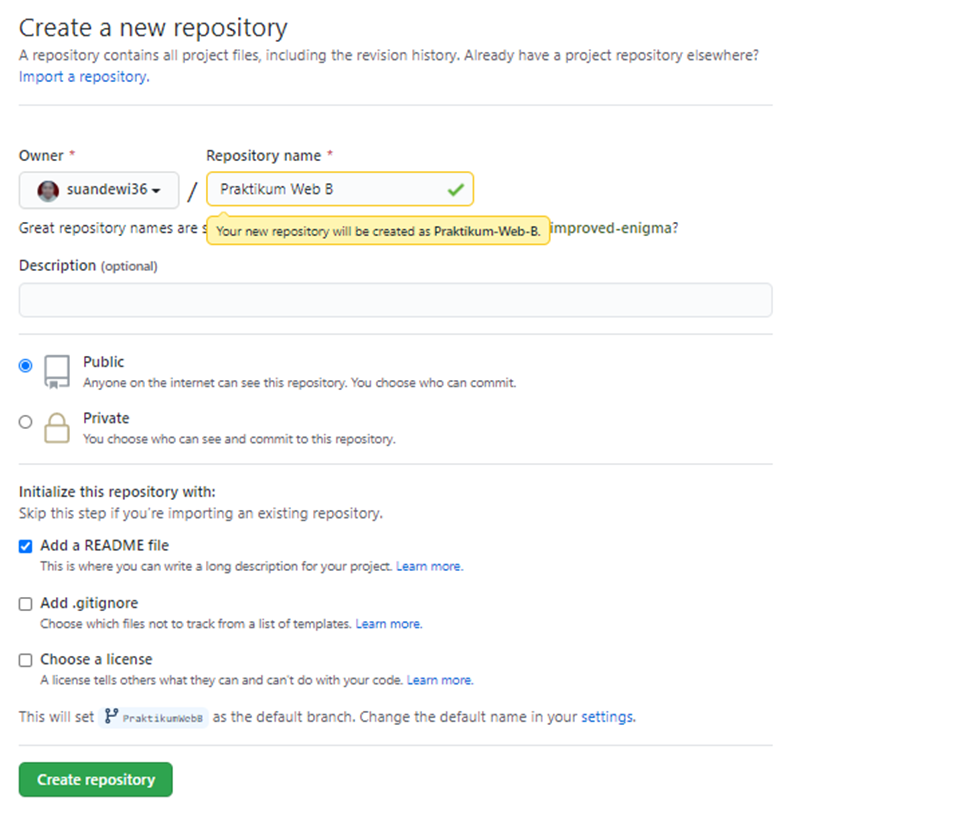 Create a new repository
A repository contains all project files, including the revision history. Already have a project repository elsewhere?
Import a repository.
Owner *
Repository name *
suandewi36
/
Praktikum Web B
Great repository names are s
Your new repository will be created as Praktikum-Web-B.
improved-enigma?
Description (optional)
Public
Anyone on the internet can see this repository. You choose who can commit.
Private
You choose who can see and commit to this repository.
Initialize this repository with:
Skip this step if you're importing an existing repository.
Add a README file
This is where you can write a long description for your project. Learn more.
Add .gitignore
Choose which files not to track from a list of templates. Learn more.
Choose a license
A license tells others what they can and can't do with your code. Learn more.
This will set PraktikumWebB as the default branch. Change the default name in your settings.
Create repository